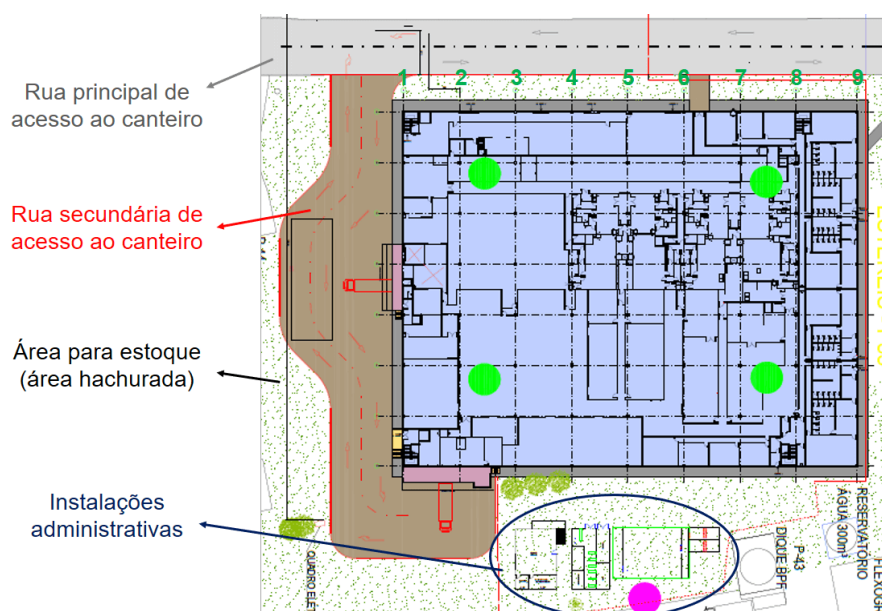 1 2 3 4 5 6 7 8 9
Rua principal de
acesso ao canteiro
Rua secundária de
acesso ao canteiro
Área para estoque
(área hachurada)
Instalações
administrativas
RESERVATORIO
ÁGUA 300m³
P-43
DIQUE BPF